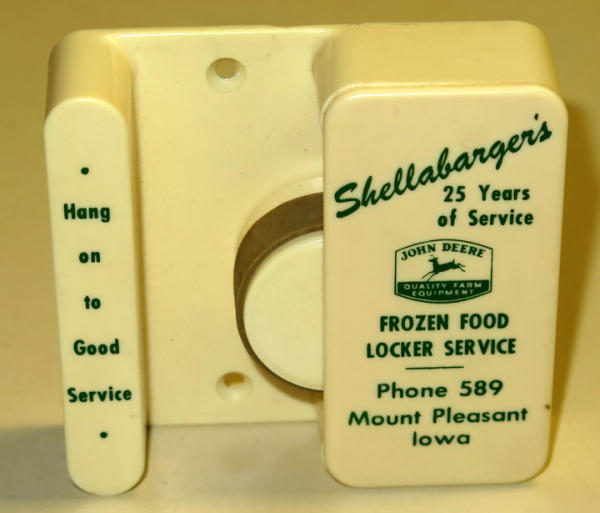 Hang
on
to
Good
Service
Shellabarger's
25 Years
of Service
JOHN DEERE
QUALITY FARM
EQUIPMENT
FROZEN FOOD
LOCKER SERVICE
Phone 589
Mount Pleasant
Iowa